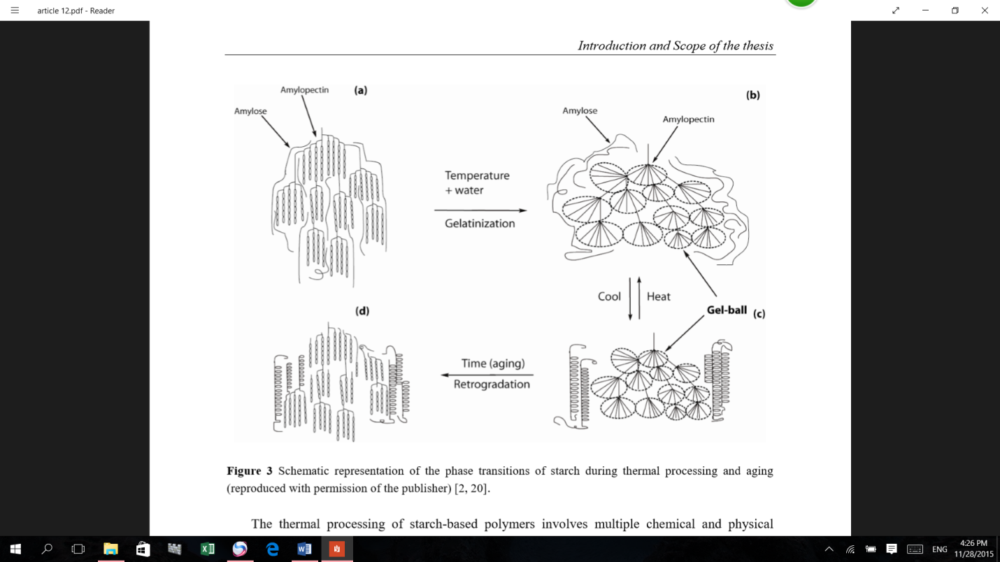 article 12.pdf - Reader
Introduction and Scope of the thesis
Amylopectin
(a)
Amylose
(b)
Amylose
Amylopectin
Temperature
+ water
Gelatinization
Cool
Heat
Gel-ball
(c)
(d)
Time (aging)
Retrogradation
Figure 3 Schematic representation of the phase transitions of starch during thermal processing and aging
(reproduced with permission of the publisher) [2, 20].
The thermal processing of starch-based polymers involves multiple chemical and physical
ENG
4:26 PM
11/28/2015